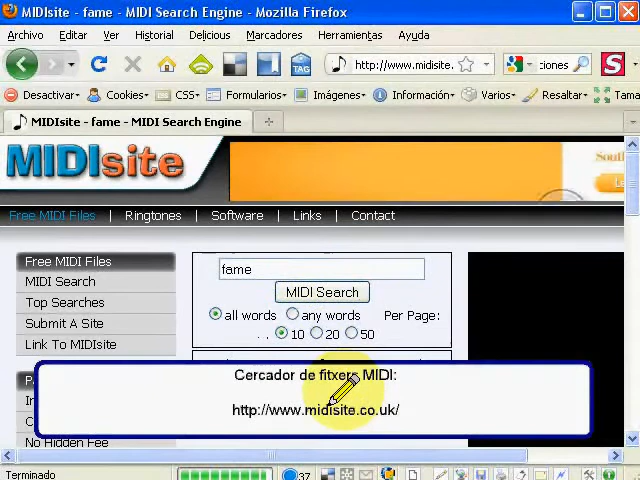 MIDIsite - fame - MIDI Search Engine - Mozilla Firefox
Archivo Editar Ver Historial Delicious Marcadores Herramientas Ayuda
TAG http://www.midisite. ciones S
Desactivar Cookies CSS Formularios Imágenes Información Varios Resaltar Tama
MIDIsite - fame - MIDI Search Engine
MIDIsite
Free MIDI Files | Ringtones | Software | Links | Contact
Free MIDI Files
MIDI Search
Top Searches
Submit A Site
Link To MIDIsite
fame
MIDI Search
all words any words Per Page:
10 20 50
Cercador de fitxers MIDI:
http://www.midisite.co.uk/
No Hidden Fee
Terminado 37